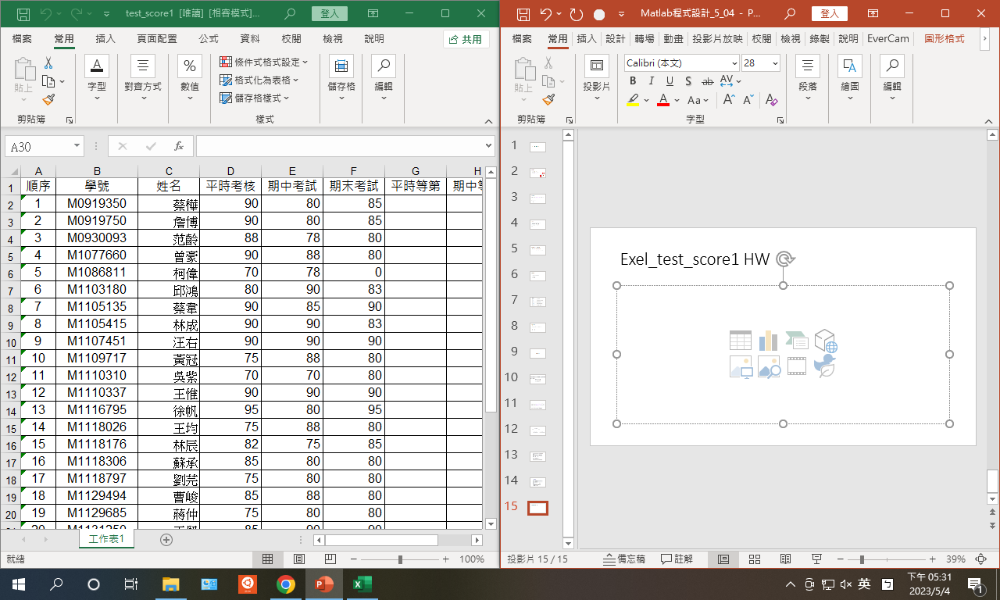 test_score1 [唯讀] [相容模式]... 登入
檔案 常用 插入 頁面配置 公式 資料 校閱 檢視 說明 共用
貼上 字型 對齊方式 數值 條件式格式設定 格式化為表格 儲存格樣式 儲存格 編輯
剪貼簿 樣式
A30 fx
A B C D E F G H
1 順序 學號 姓名 平時考核 期中考試 期末考試 平時等第 期中
2 1 M0919350 蔡樺 90 80 85
3 2 M0919750 詹博 90 80 85
4 3 M0930093 范齡 88 78 80
5 4 M1077660 曾豪 90 88 80
6 5 M1086811 柯偉 70 78 0
7 6 M1103180 邱鴻 80 90 83
8 7 M1105135 蔡韋 90 85 90
9 8 M1105415 林成 90 90 83
10 9 M1107451 汪右 90 90 90
11 10 M1109717 黃冠 75 88 80
12 11 M1110310 吳紫 70 70 80
13 12 M1110337 王惟 90 90 90
14 13 M1116795 徐帆 95 80 95
15 14 M1118026 王均 75 88 80
16 15 M1118176 林辰 82 75 85
17 16 M1118306 蘇承 85 80 80
18 17 M1118797 劉芫 75 80 80
19 18 M1129494 曹峻 85 88 80
20 19 M1129685 蔣仲 75 80 80
工作表1
就緒 100%
Matlab程式設計_5_04 - P... 登入
檔案 常用 插入 設計 轉場 動畫 投影片放映 校閱 檢視 錄製 說明 EverCam 圖形格式
貼上 投影片 Calibri (本文) 28 段落 繪圖 編輯
B I U S ab AV
A Aa A A A
剪貼簿 字型
1
2
3
4
5
6
7
8
9
10
11
12
13
14
15
Exel_test_score1 HW
投影片 15 / 15 備忘稿 註解 39%
英 下午 05:31
2023/5/4
1